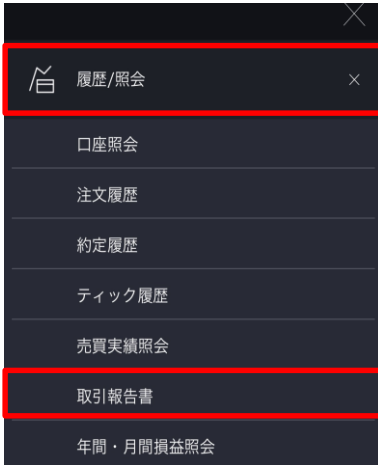 履歴/照会
口座照会
注文履歴
約定履歴
ティック履歴
売買実績照会
取引報告書
年間・月間損益照会